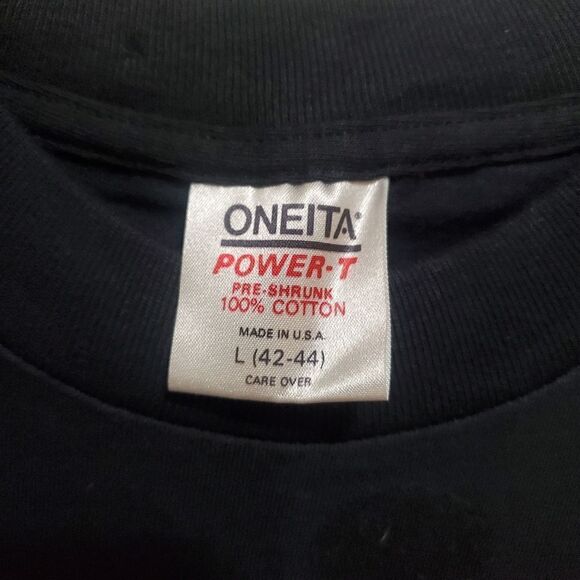 ONEITA®
POWER-T
PRE-SHRUNK
100% COTTON
MADE IN U.S.A.
L (42-44)
CARE OVER